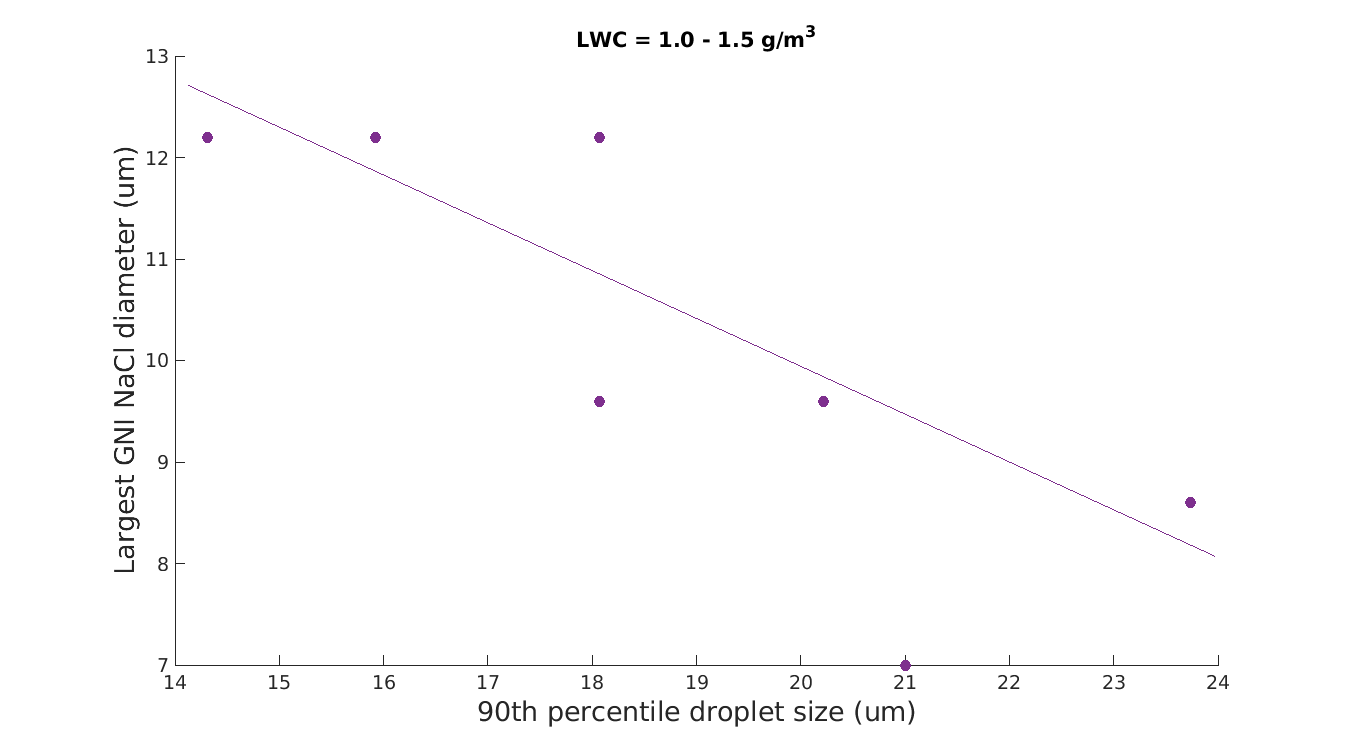 LWC = 1.0 - 1.5 g/m³
13
12
11
10
9
8
7
14 15 16 17 18 19 20 21 22 23 24
Largest GNI NaCl diameter (um)
90th percentile droplet size (um)